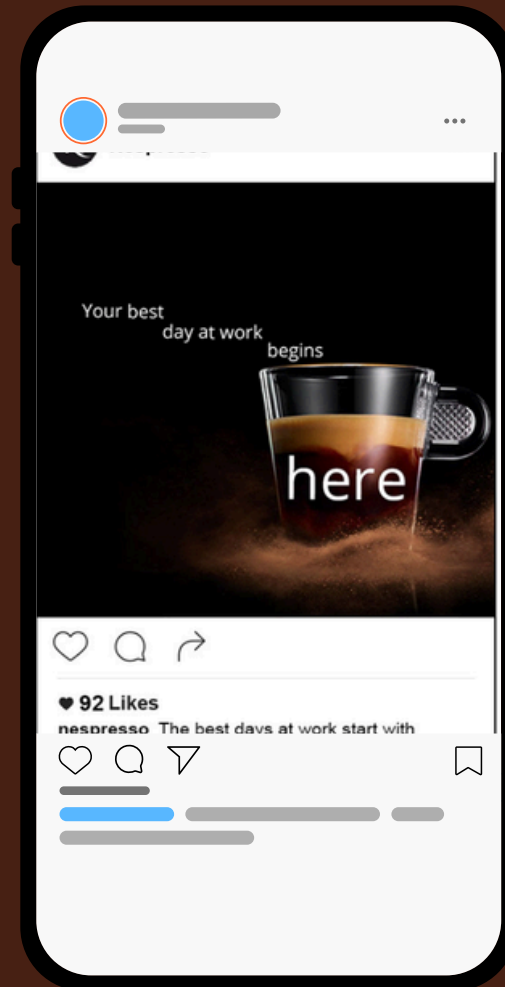 Your best
day at work
begins
here
92 Likes
nespresso The best days at work start with